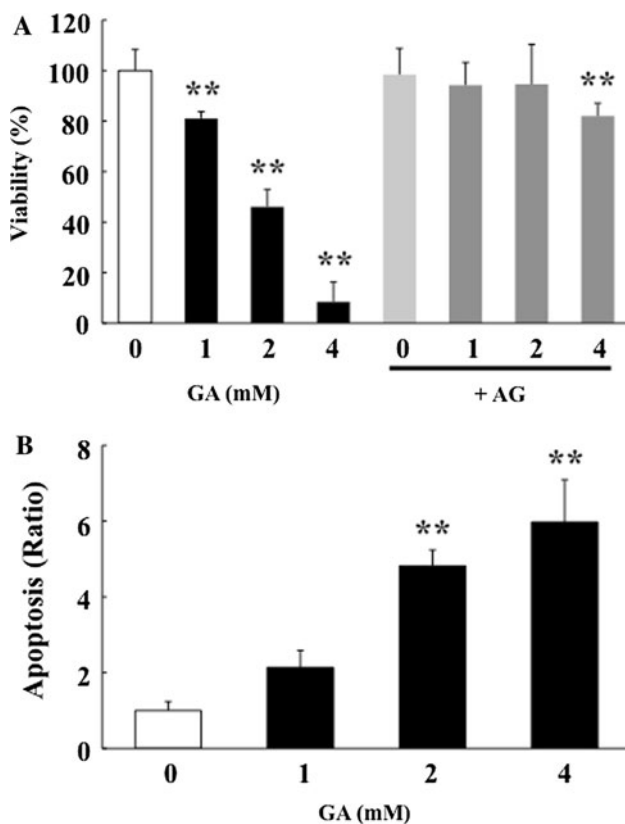 A
Viability (%)
120
100
80
60
40
20
0
**
**
**
**
0 1 2 4 0 1 2 4
GA (mM) + AG
B
Apoptosis (Ratio)
8
6
4
2
0
**
**
0 1 2 4
GA (mM)